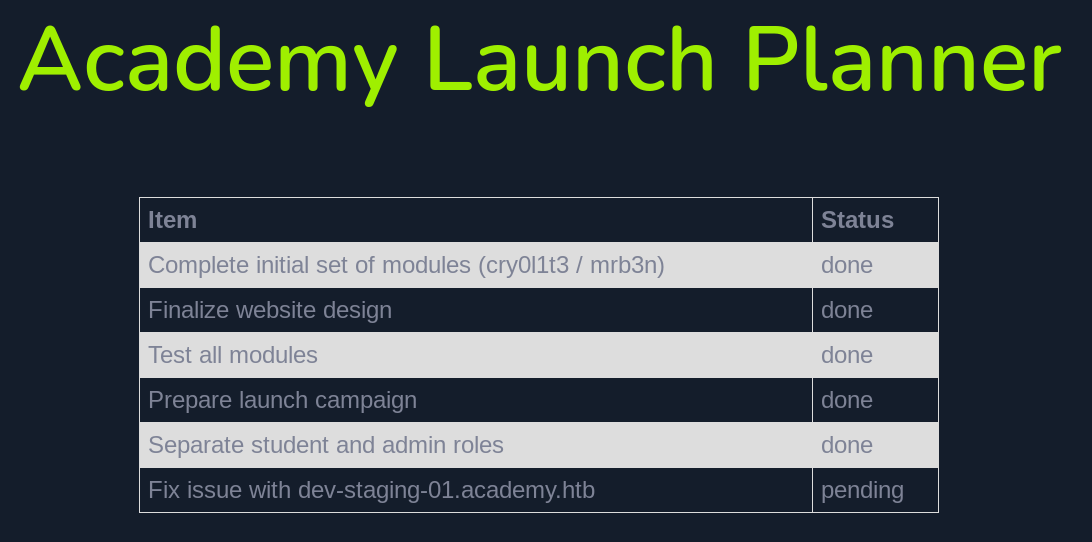 Academy Launch Planner
Item Status
Complete initial set of modules (cry0l1t3 / mrb3n) done
Finalize website design done
Test all modules done
Prepare launch campaign done
Separate student and admin roles done
Fix issue with dev-staging-01.academy.htb pending